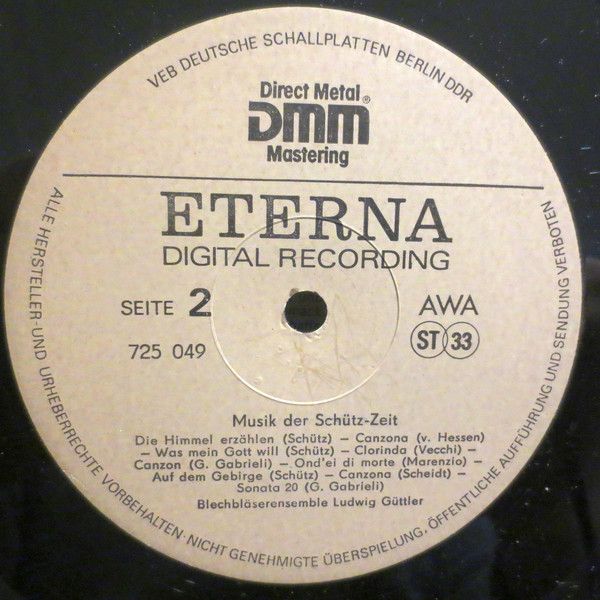 VEB DEUTSCHE SCHALLPLATTEN BERLIN DDR
Direct Metal
DMM®
Mastering
ETERNA
DIGITAL RECORDING
SEITE 2
AWA
725 049
ST 33
Musik der Schütz-Zeit
Die Himmel erzählen (Schütz) – Canzona (v. Hessen)
– Was mein Gott will (Schütz) – Clorinda (Vecchi) –
Canzon (G. Gabrieli) – Ond'ei di morte (Marenzio) –
Auf dem Gebirge (Schütz) – Canzona (Scheidt) –
Sonata 20 (G. Gabrieli)
Blechbläserensemble Ludwig Güttler
ALLE HERSTELLER- UND URHEBERRECHTE VORBEHALTEN · NICHT GENEHMIGTE ÜBERSPIELUNG, ÖFFENTLICHE AUFFÜHRUNG UND SENDUNG VERBOTEN